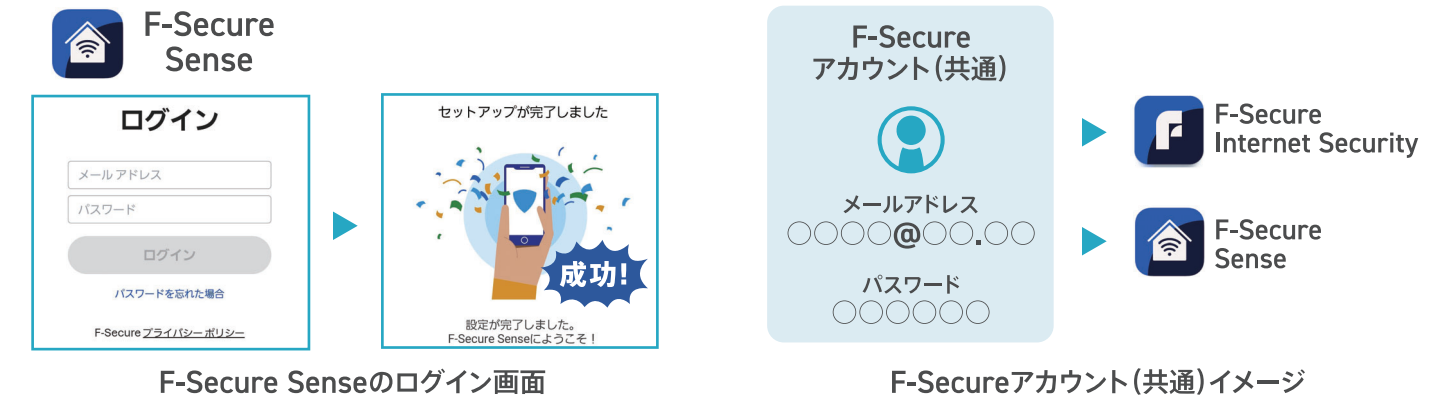 F-Secure
Sense
ログイン
メールアドレス
パスワード
ログイン
パスワードを忘れた場合
F-Secure プライバシーポリシー
セットアップが完了しました
成功!
設定が完了しました。
F-Secure Senseにようこそ！
F-Secure Senseのログイン画面
F-Secure
アカウント(共通)
メールアドレス
○○○○@○○.○○
パスワード
○○○○○○
F-Secure
Internet Security
F-Secure
Sense
F-Secureアカウント(共通)イメージ